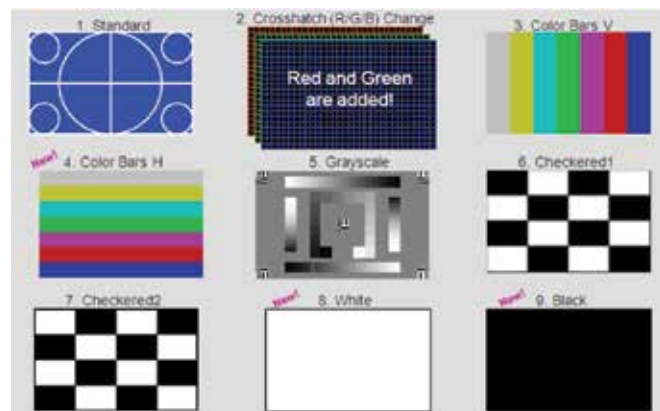 1. Standard
2. Crosshatch (R/G/B) Change
3. Color Bars V
Red and Green
are added!
New!
4. Color Bars H
5. Grayscale
6. Checkered1
7. Checkered2
New!
8. White
New!
9. Black